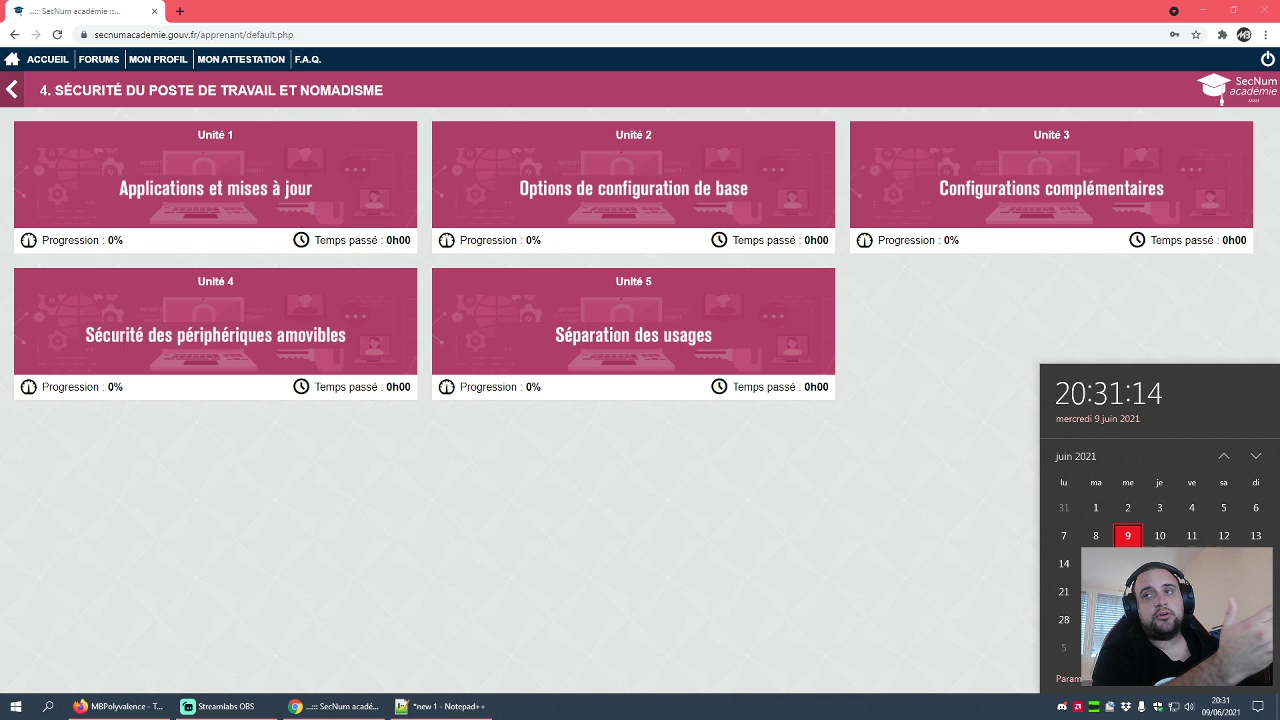 ..:: SecNum académie ::...
secnumacademie.gouv.fr/apprenant/default.php
ACCUEIL
FORUMS
MON PROFIL
MON ATTESTATION
F.A.Q.
4. SÉCURITÉ DU POSTE DE TRAVAIL ET NOMADISME
SecNum
académie
Unité 1
Applications et mises à jour
Progression : 0%
Temps passé : 0h00
Unité 2
Options de configuration de base
Progression : 0%
Temps passé : 0h00
Unité 3
Configurations complémentaires
Progression : 0%
Temps passé : 0h00
Unité 4
Sécurité des périphériques amovibles
Progression : 0%
Temps passé : 0h00
Unité 5
Séparation des usages
Progression : 0%
Temps passé : 0h00
20:31:14
mercredi 9 juin 2021
juin 2021
lu ma me je ve sa di
31 1 2 3 4 5 6
7 8 9 10 11 12 13
14
21
28
5
Param
MBPolyvalence - T...
Streamlabs OBS
..:: SecNum acadé...
*new 1 - Notepad++
20:31
09/06/2021